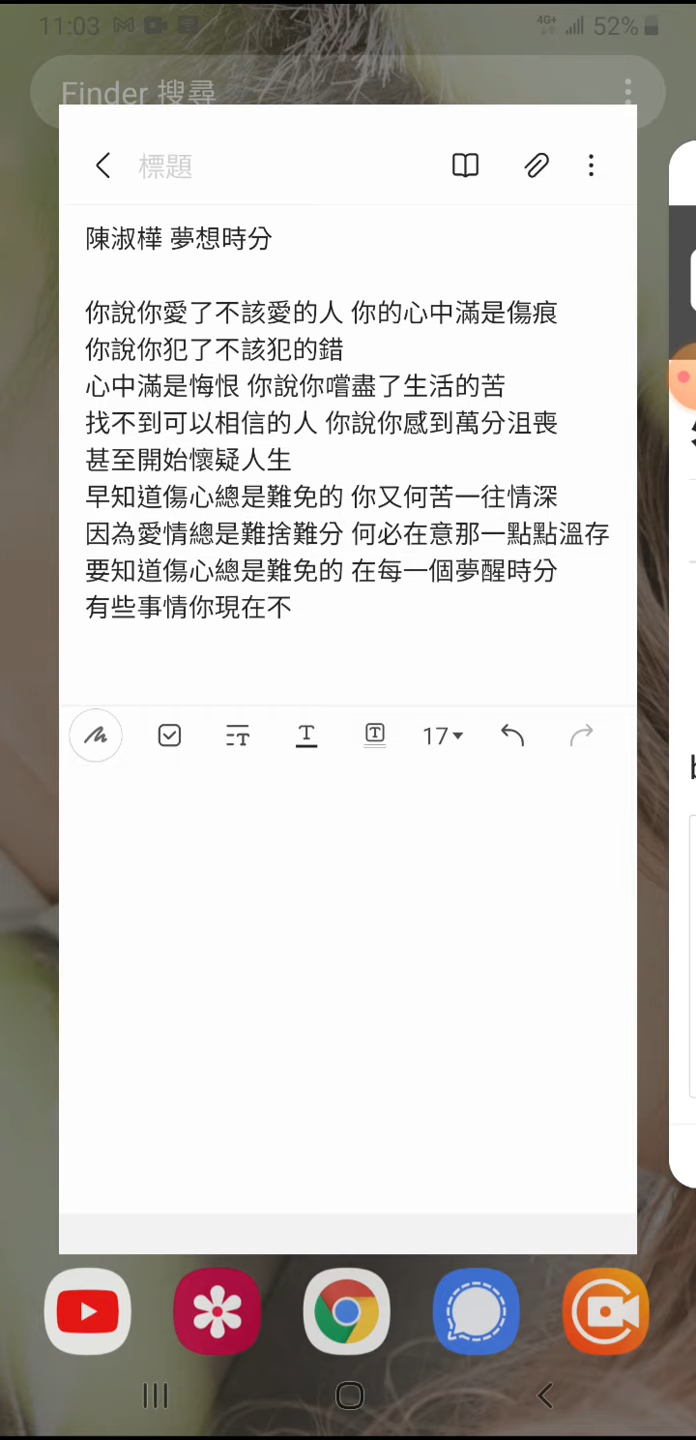 11:03
4G+
52%
Finder 搜尋
標題
陳淑樺 夢想時分
你說你愛了不該愛的人 你的心中滿是傷痕
你說你犯了不該犯的錯
心中滿是悔恨 你說你嚐盡了生活的苦
找不到可以相信的人 你說你感到萬分沮喪
甚至開始懷疑人生
早知道傷心總是難免的 你又何苦一往情深
因為愛情總是難捨難分 何必在意那一點點溫存
要知道傷心總是難免的 在每一個夢醒時分
有些事情你現在不
17